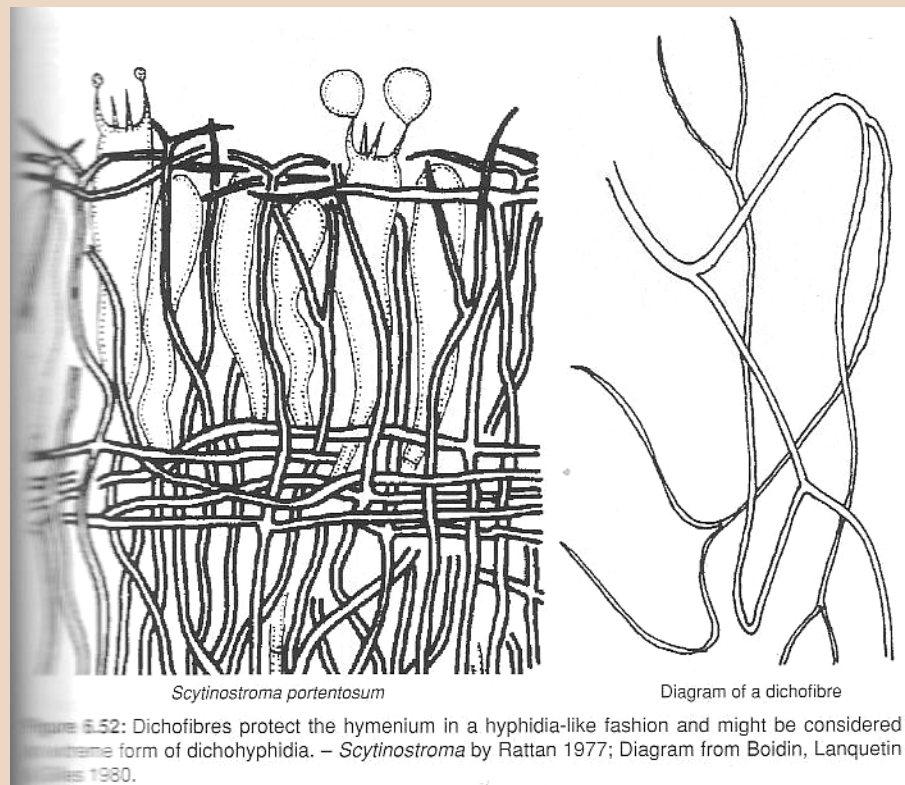 Scytinostroma portentosum
Diagram of a dichofibre
6.52: Dichofibres protect the hymenium in a hyphidia-like fashion and might be considered
form of dichohyphidia. – Scytinostroma by Rattan 1977; Diagram from Boidin, Lanquetin
1980.